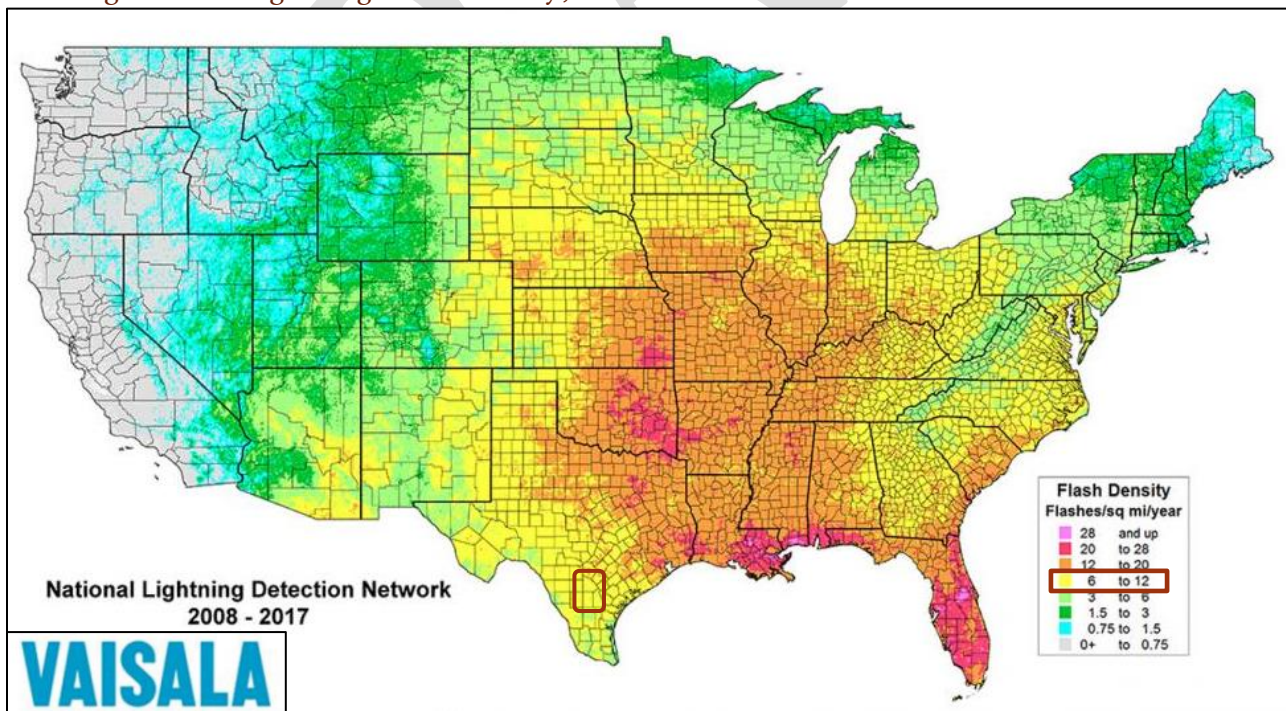 Flash Density
Flashes/sq mi/year
28 and up
20 to 28
12 to 20
6 to 12
3 to 6
1.5 to 3
0.75 to 1.5
0+ to 0.75
National Lightning Detection Network
2008 - 2017
VAISALA